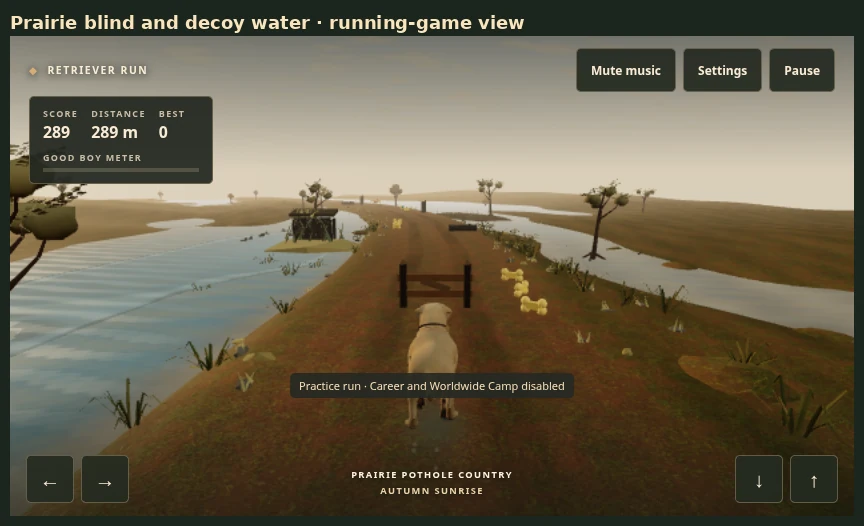 Prairie blind and decoy water · running-game view
RETRIEVER RUN
Mute music
Settings
Pause
SCORE DISTANCE BEST
289 289 m 0
GOOD BOY METER
Practice run · Career and Worldwide Camp disabled
← →
PRAIRIE POTHOLE COUNTRY
AUTUMN SUNRISE
↓ ↑